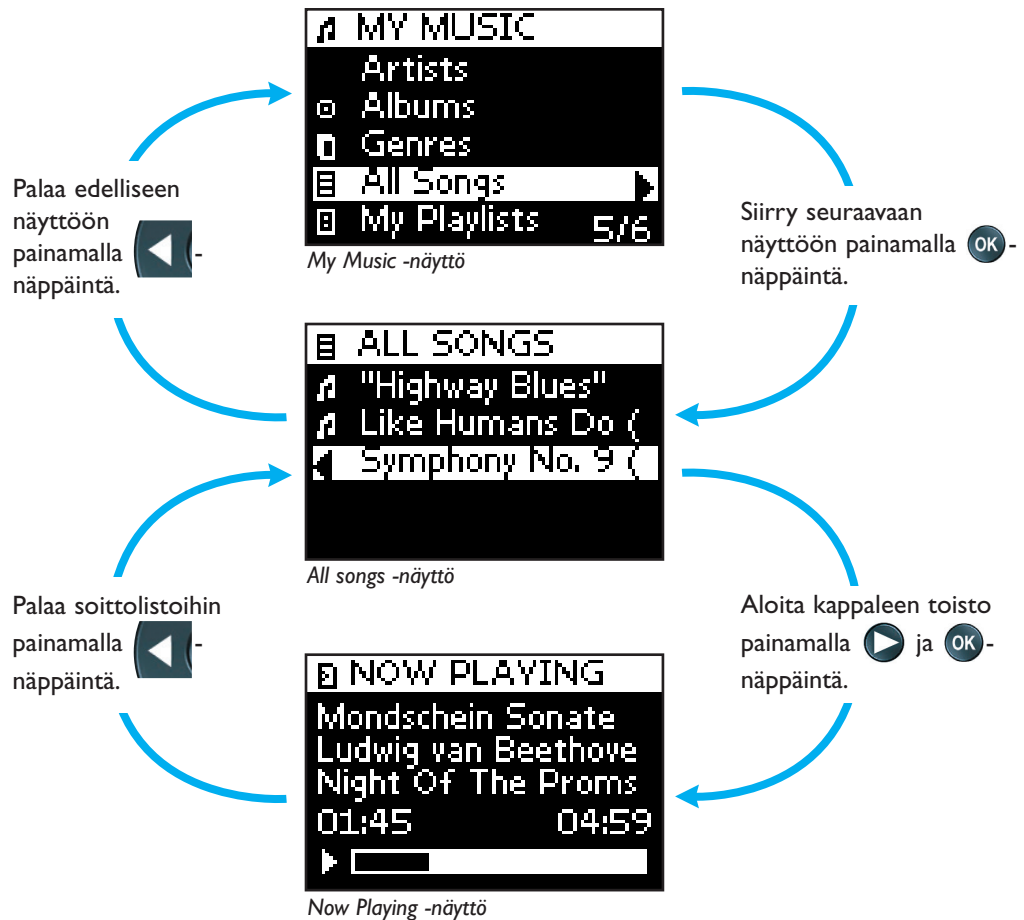 MY MUSIC
Artists
Albums
Genres
All Songs
My Playlists 5/6
My Music -näyttö
Palaa edelliseen
näyttöön
painamalla -
näppäintä.
Siirry seuraavaan
näyttöön painamalla OK -
näppäintä.
ALL SONGS
"Highway Blues"
Like Humans Do (
Symphony No. 9 (
All songs -näyttö
Palaa soittolistoihin
painamalla -
näppäintä.
Aloita kappaleen toisto
painamalla ja OK -
näppäintä.
NOW PLAYING
Mondschein Sonate
Ludwig van Beethove
Night Of The Proms
01:45 04:59
Now Playing -näyttö